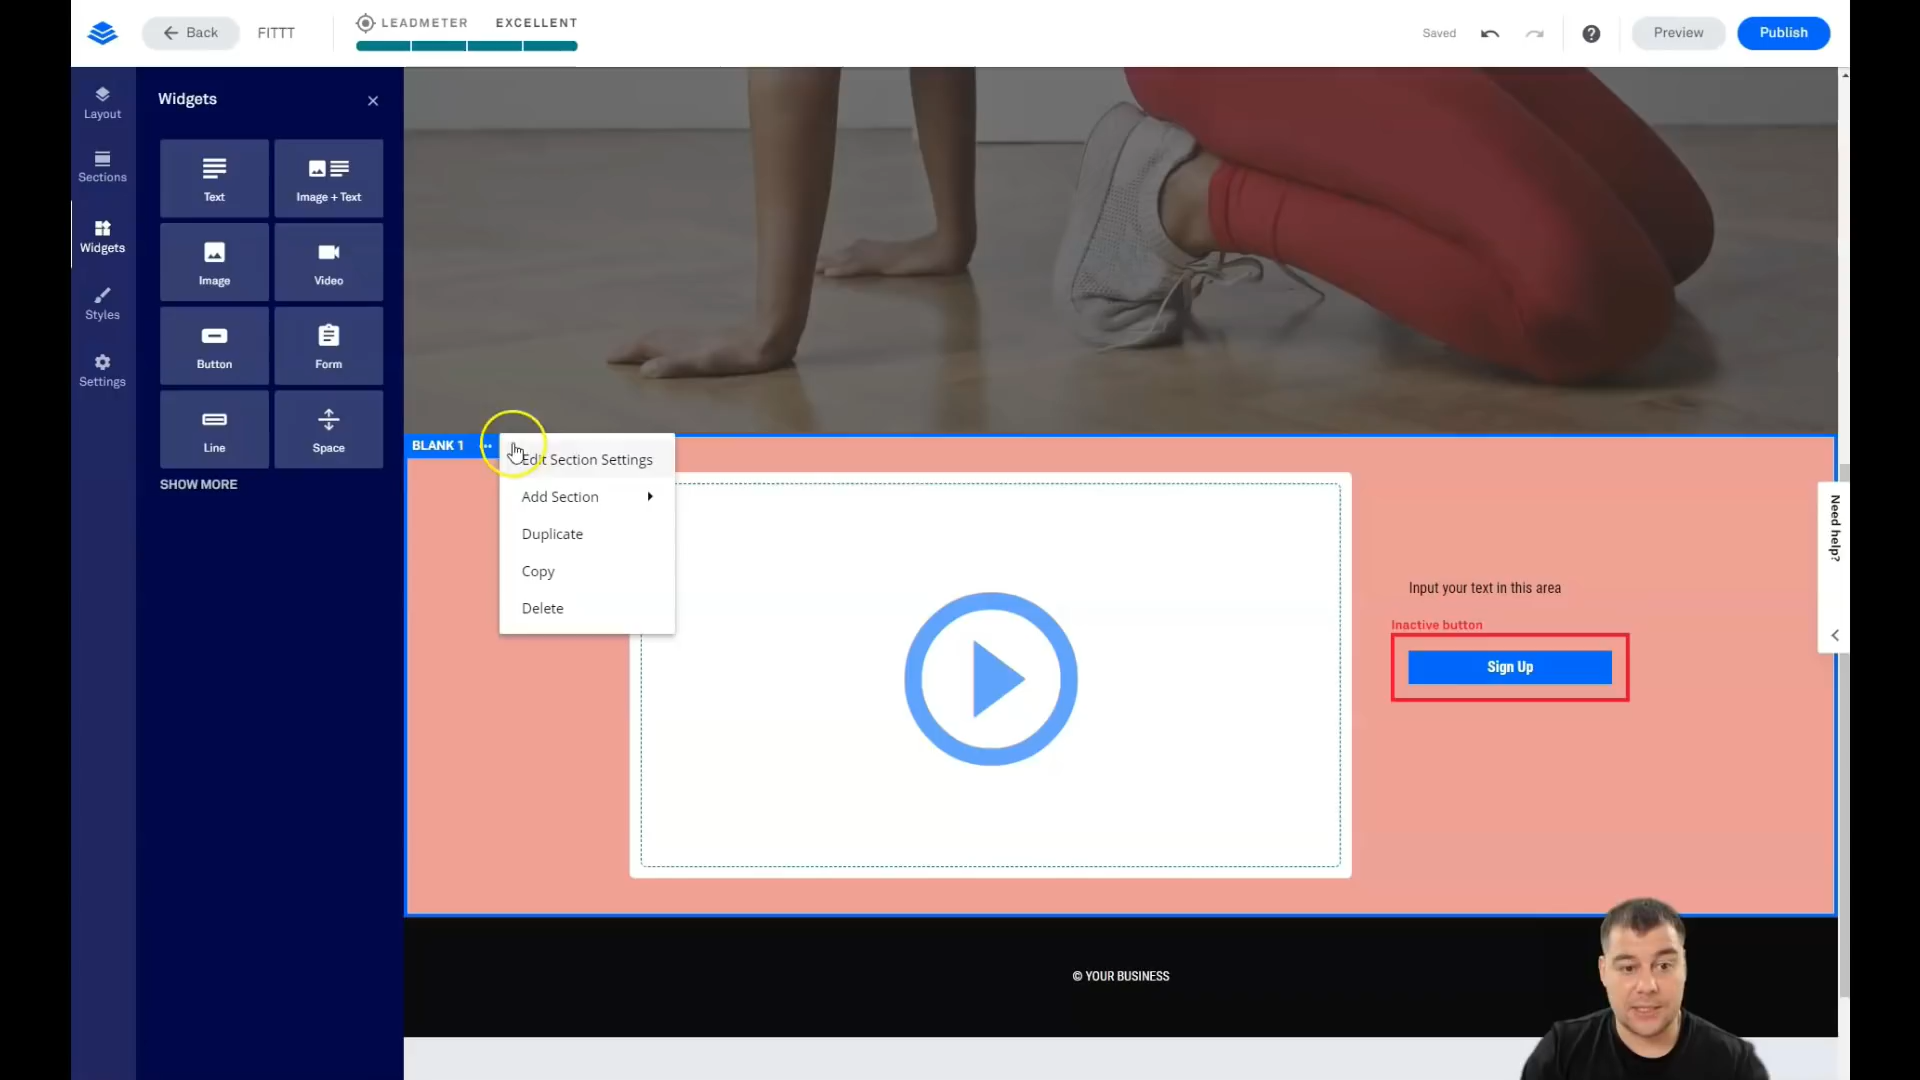 Back
FITTT
LEADMETER EXCELLENT
Saved
Preview
Publish
Layout
Sections
Widgets
Styles
Settings
Widgets
Text
Image + Text
Image
Video
Button
Form
Line
Space
SHOW MORE
BLANK 1
Edit Section Settings
Add Section
Duplicate
Copy
Delete
Input your text in this area
Inactive button
Sign Up
Need help?
© YOUR BUSINESS